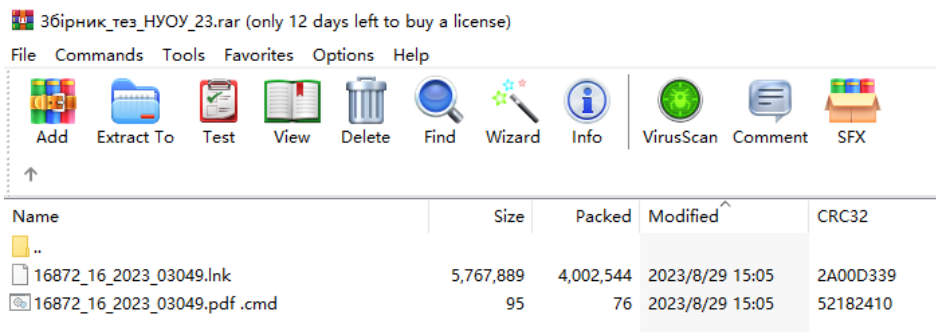 Збірник_тез_НУОУ_23.rar (only 12 days left to buy a license)
File Commands Tools Favorites Options Help
Add Extract To Test View Delete Find Wizard Info VirusScan Comment SFX
Name Size Packed Modified CRC32
..
16872_16_2023_03049.lnk 5,767,889 4,002,544 2023/8/29 15:05 2A00D339
16872_16_2023_03049.pdf .cmd 95 76 2023/8/29 15:05 52182410